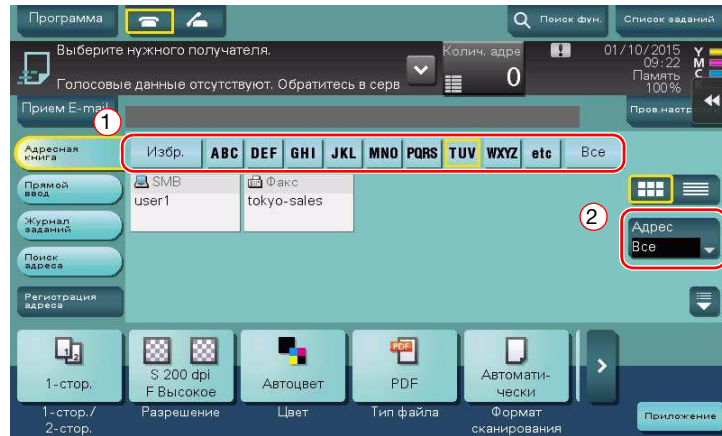 Программа
Поиск фун.
Список заданий
Выберите нужного получателя.
Колич. адре
01/10/2015
09:22
Память
100%
Y
M
C
Голосовые данные отсутствуют. Обратитесь в серв
0
Прием E-mail
Пров.настр
1
Адресная
книга
Избр.
ABC
DEF
GHI
JKL
MNO
PQRS
TUV
WXYZ
etc
Все
Прямой
ввод
SMB
user1
Факс
tokyo-sales
2
Журнал
заданий
Адрес
Все
Поиск
адреса
Регистрация
адреса
1-стор.
S 200 dpi
F Высокое
Автоцвет
PDF
PDF
Автомати-
чески
1-стор./
2-стор.
Разрешение
Цвет
Тип файла
Формат
сканирования
Приложение